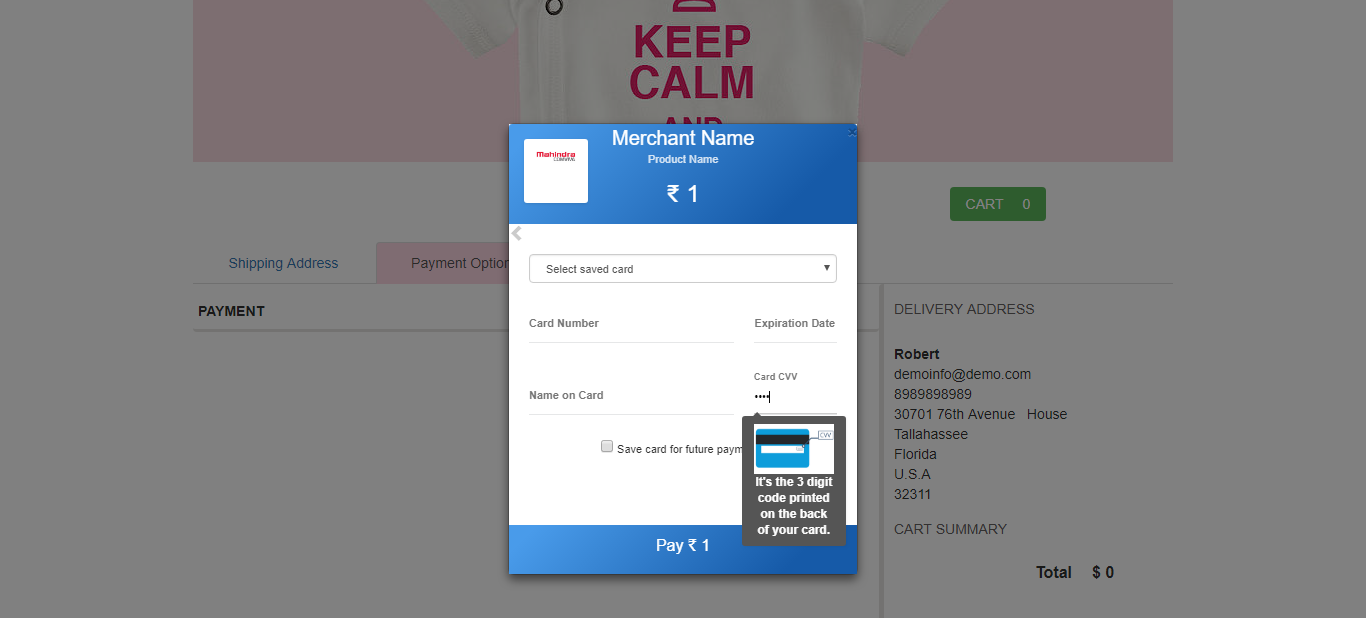 KEEP
CALM
AND
Merchant Name
Product Name
₹ 1
Mahindra
×
CART 0
Shipping Address
Payment Option
Select saved card
PAYMENT
Card Number
Expiration Date
Name on Card
Card CVV
••••
CVV
It's the 3 digit
code printed
on the back
of your card.
Save card for future paym
Pay ₹ 1
DELIVERY ADDRESS
Robert
demoinfo@demo.com
8989898989
30701 76th Avenue House
Tallahassee
Florida
U.S.A
32311
CART SUMMARY
Total $ 0